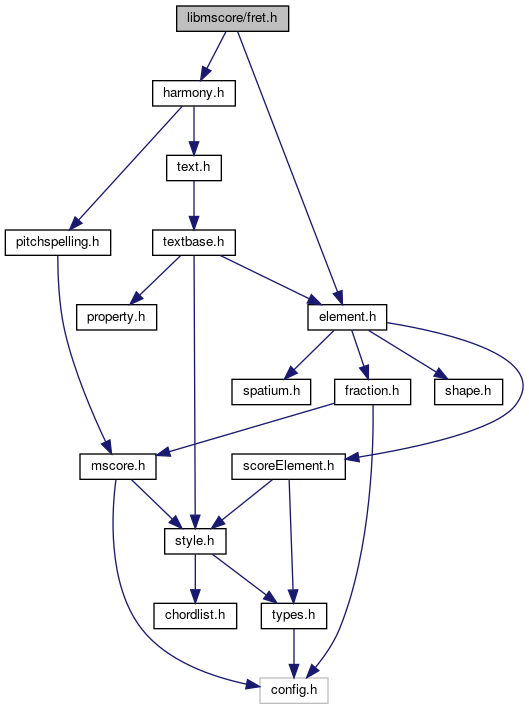 libmscore/fret.h
harmony.h
text.h
pitchspelling.h
textbase.h
property.h
element.h
spatium.h
fraction.h
shape.h
mscore.h
scoreElement.h
style.h
chordlist.h
types.h
config.h